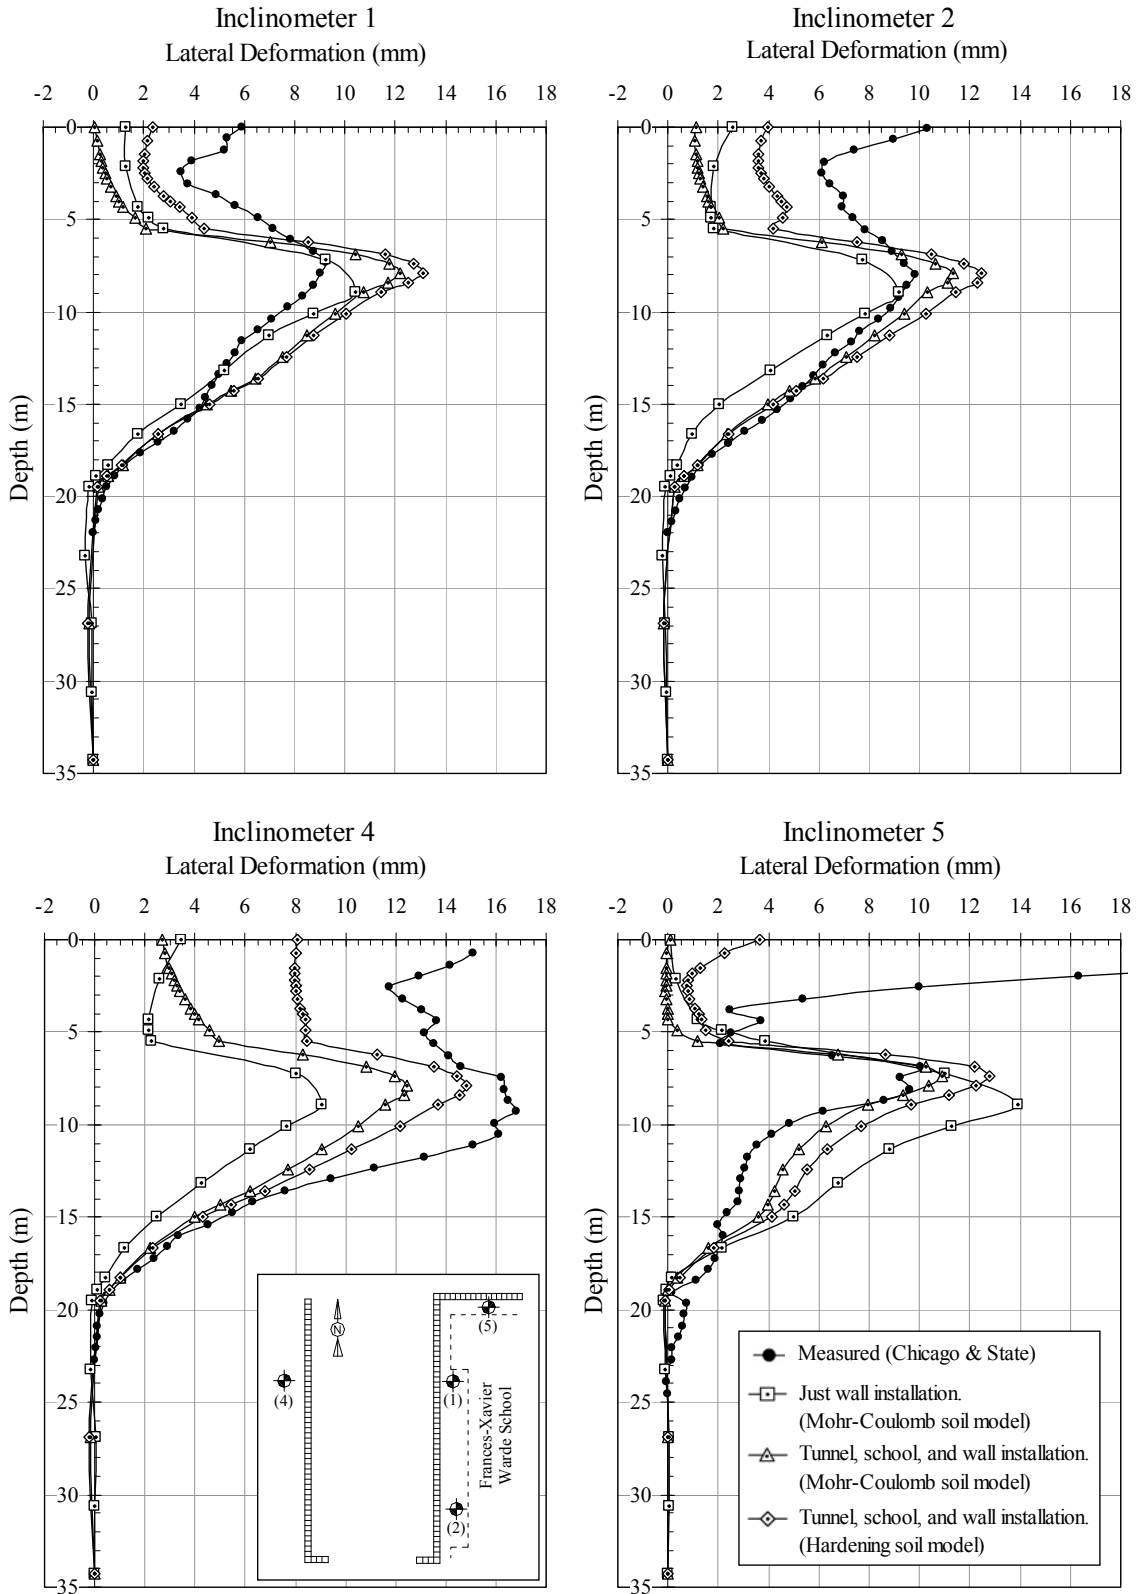 Inclinometer 1
Lateral Deformation (mm)
-2 0 2 4 6 8 10 12 14 16 18
0
5
10
15
20
25
30
35
Depth (m)
Inclinometer 2
Lateral Deformation (mm)
-2 0 2 4 6 8 10 12 14 16 18
0
5
10
15
20
25
30
35
Depth (m)
Inclinometer 4
Lateral Deformation (mm)
-2 0 2 4 6 8 10 12 14 16 18
0
5
10
15
20
25
30
35
Depth (m)
N
(4)
(5)
(1)
(2)
Frances-Xavier
Warde School
Inclinometer 5
Lateral Deformation (mm)
-2 0 2 4 6 8 10 12 14 16 18
0
5
10
15
20
25
30
35
Depth (m)
Measured (Chicago & State)
Just wall installation.
(Mohr-Coulomb soil model)
Tunnel, school, and wall installation.
(Mohr-Coulomb soil model)
Tunnel, school, and wall installation.
(Hardening soil model)